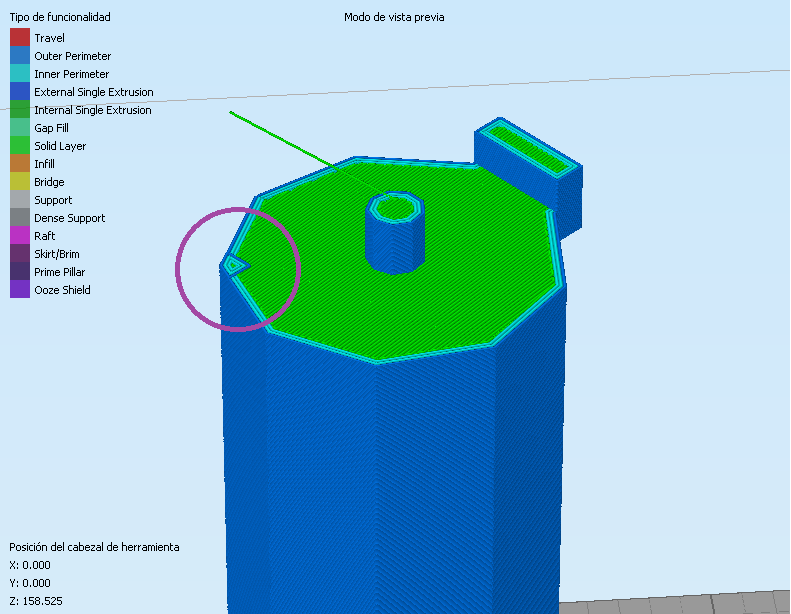 Tipo de funcionalidad
Modo de vista previa
Travel
Outer Perimeter
Inner Perimeter
External Single Extrusion
Internal Single Extrusion
Gap Fill
Solid Layer
Infill
Bridge
Support
Dense Support
Raft
Skirt/Brim
Prime Pillar
Ooze Shield
Posición del cabezal de herramienta
X: 0.000
Y: 0.000
Z: 158.525